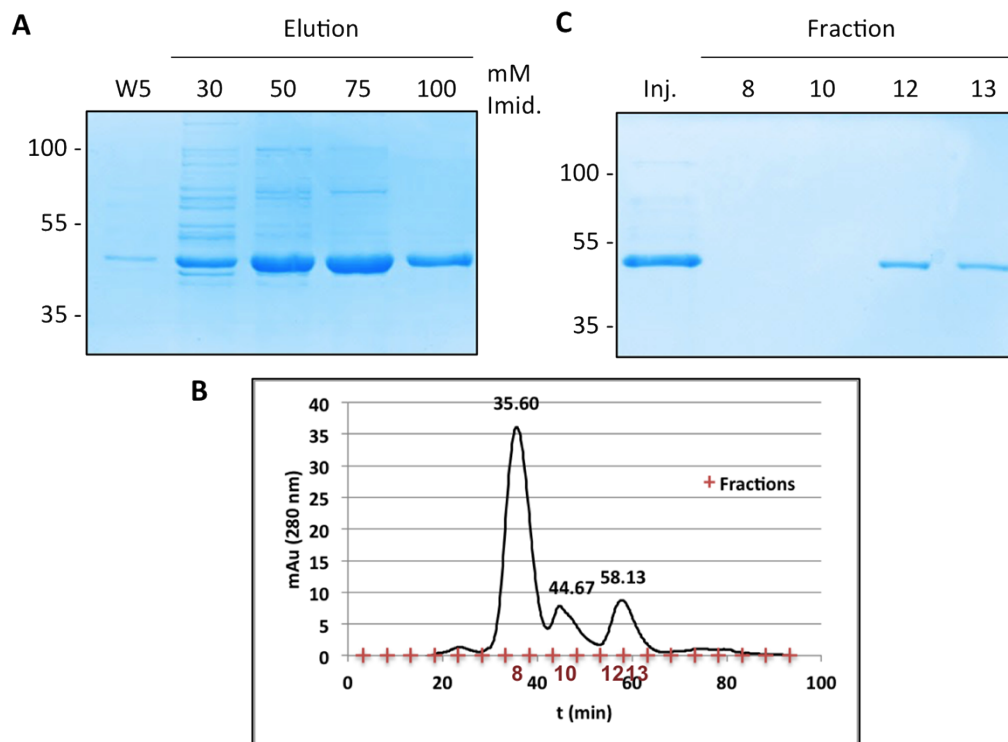 A
Elution
W5 30 50 75 100 mM
Imid.
100 -
55 -
35 -
C
Fraction
Inj. 8 10 12 13
100 -
55 -
35 -
B
40
35
30
25
20
15
10
5
0
mAu (280 nm)
35.60
44.67
58.13
+ Fractions
8 10 12 13
0 20 40 60 80 100
t (min)